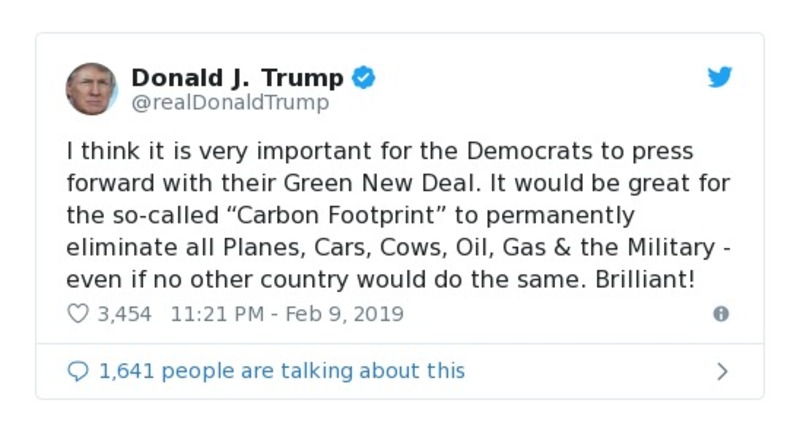 Donald J. Trump
@realDonaldTrump
I think it is very important for the Democrats to press
forward with their Green New Deal. It would be great for
the so-called “Carbon Footprint” to permanently
eliminate all Planes, Cars, Cows, Oil, Gas & the Military -
even if no other country would do the same. Brilliant!
3,454 11:21 PM - Feb 9, 2019
1,641 people are talking about this